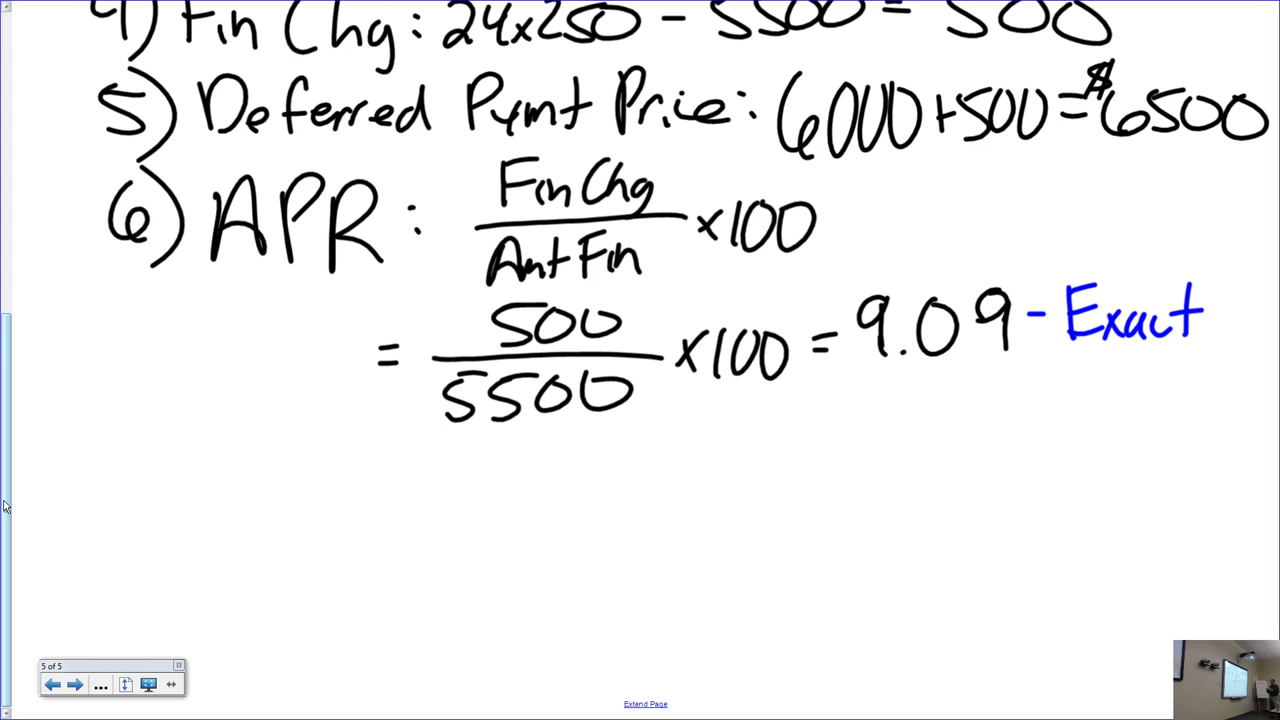 4) Fin Chg: 24x250 - 5500 = 500
5) Deferred Pymt Price: 6000+500=$6500
6) APR: Fin Chg
Amt Fin
x100
= 500
5500
x100 = 9.09 - Exact
5 of 5
...
Extend Page